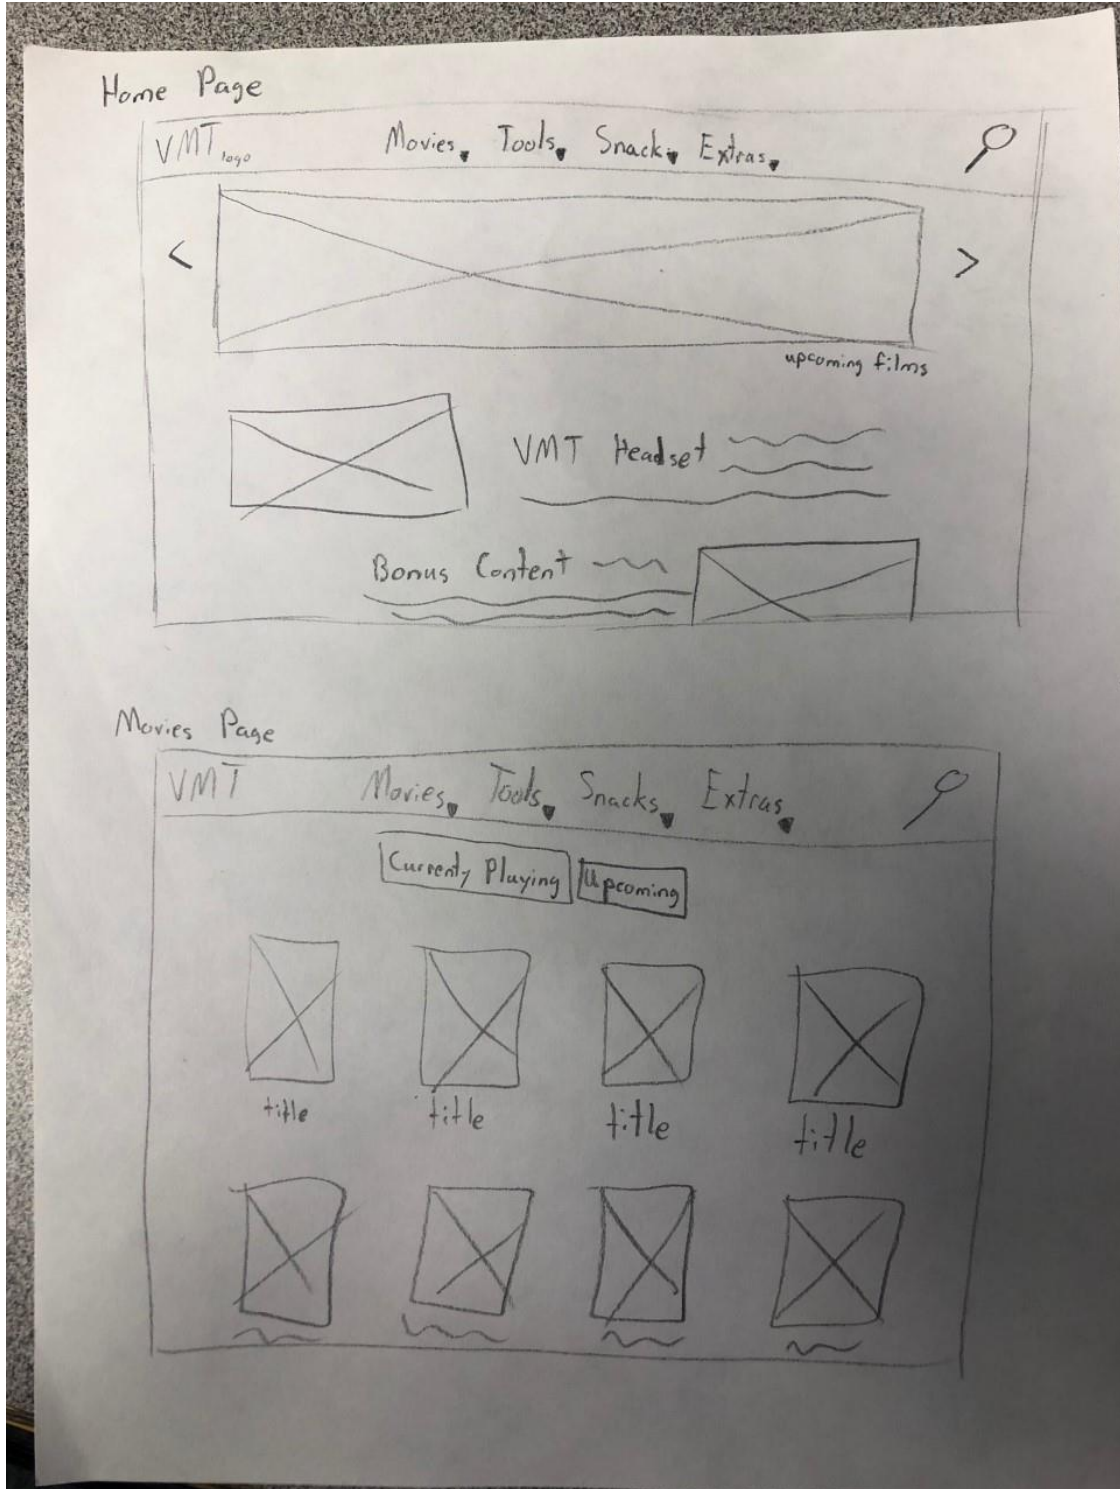 Home Page
VMT logo Movies Tools Snack Extras
< >
upcoming films
VMT Headset
Bonus Content
Movies Page
VMT Movies Tools Snacks Extras
Currenty Playing Upcoming
title title title title